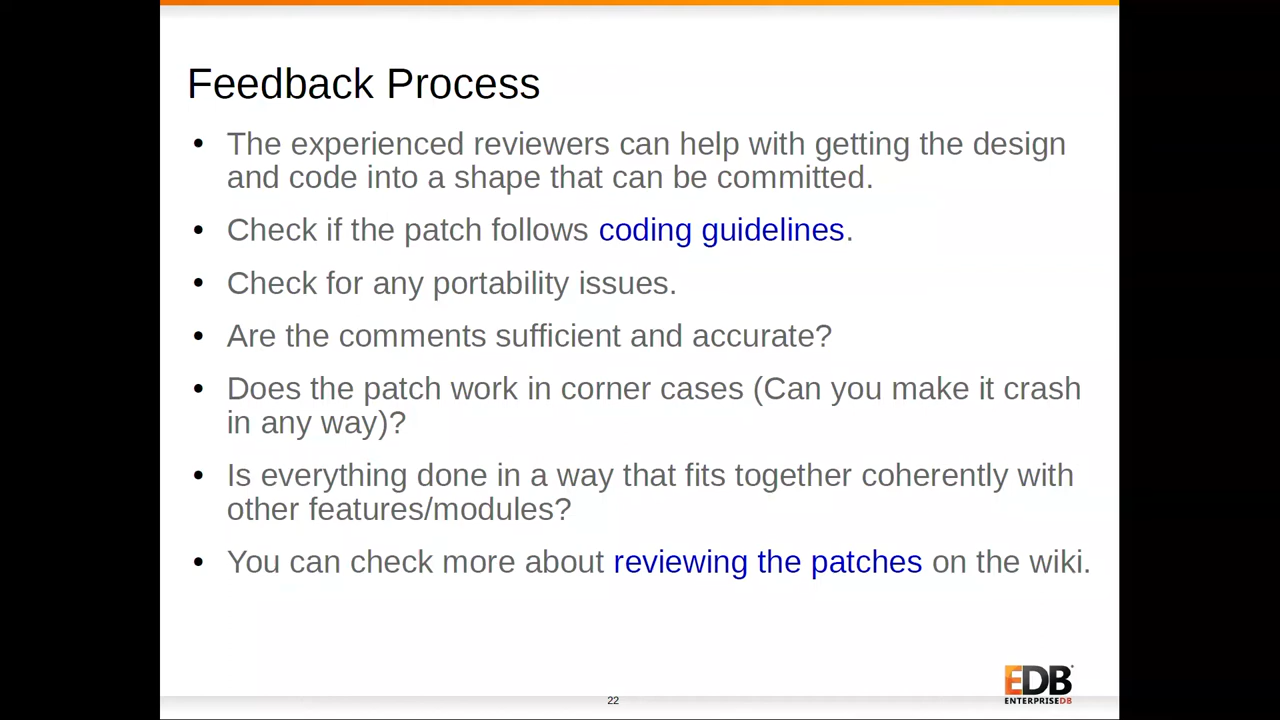 Feedback Process
• The experienced reviewers can help with getting the design
and code into a shape that can be committed.
• Check if the patch follows coding guidelines.
• Check for any portability issues.
• Are the comments sufficient and accurate?
• Does the patch work in corner cases (Can you make it crash
in any way)?
• Is everything done in a way that fits together coherently with
other features/modules?
• You can check more about reviewing the patches on the wiki.
EDB
ENTERPRISEDB
22